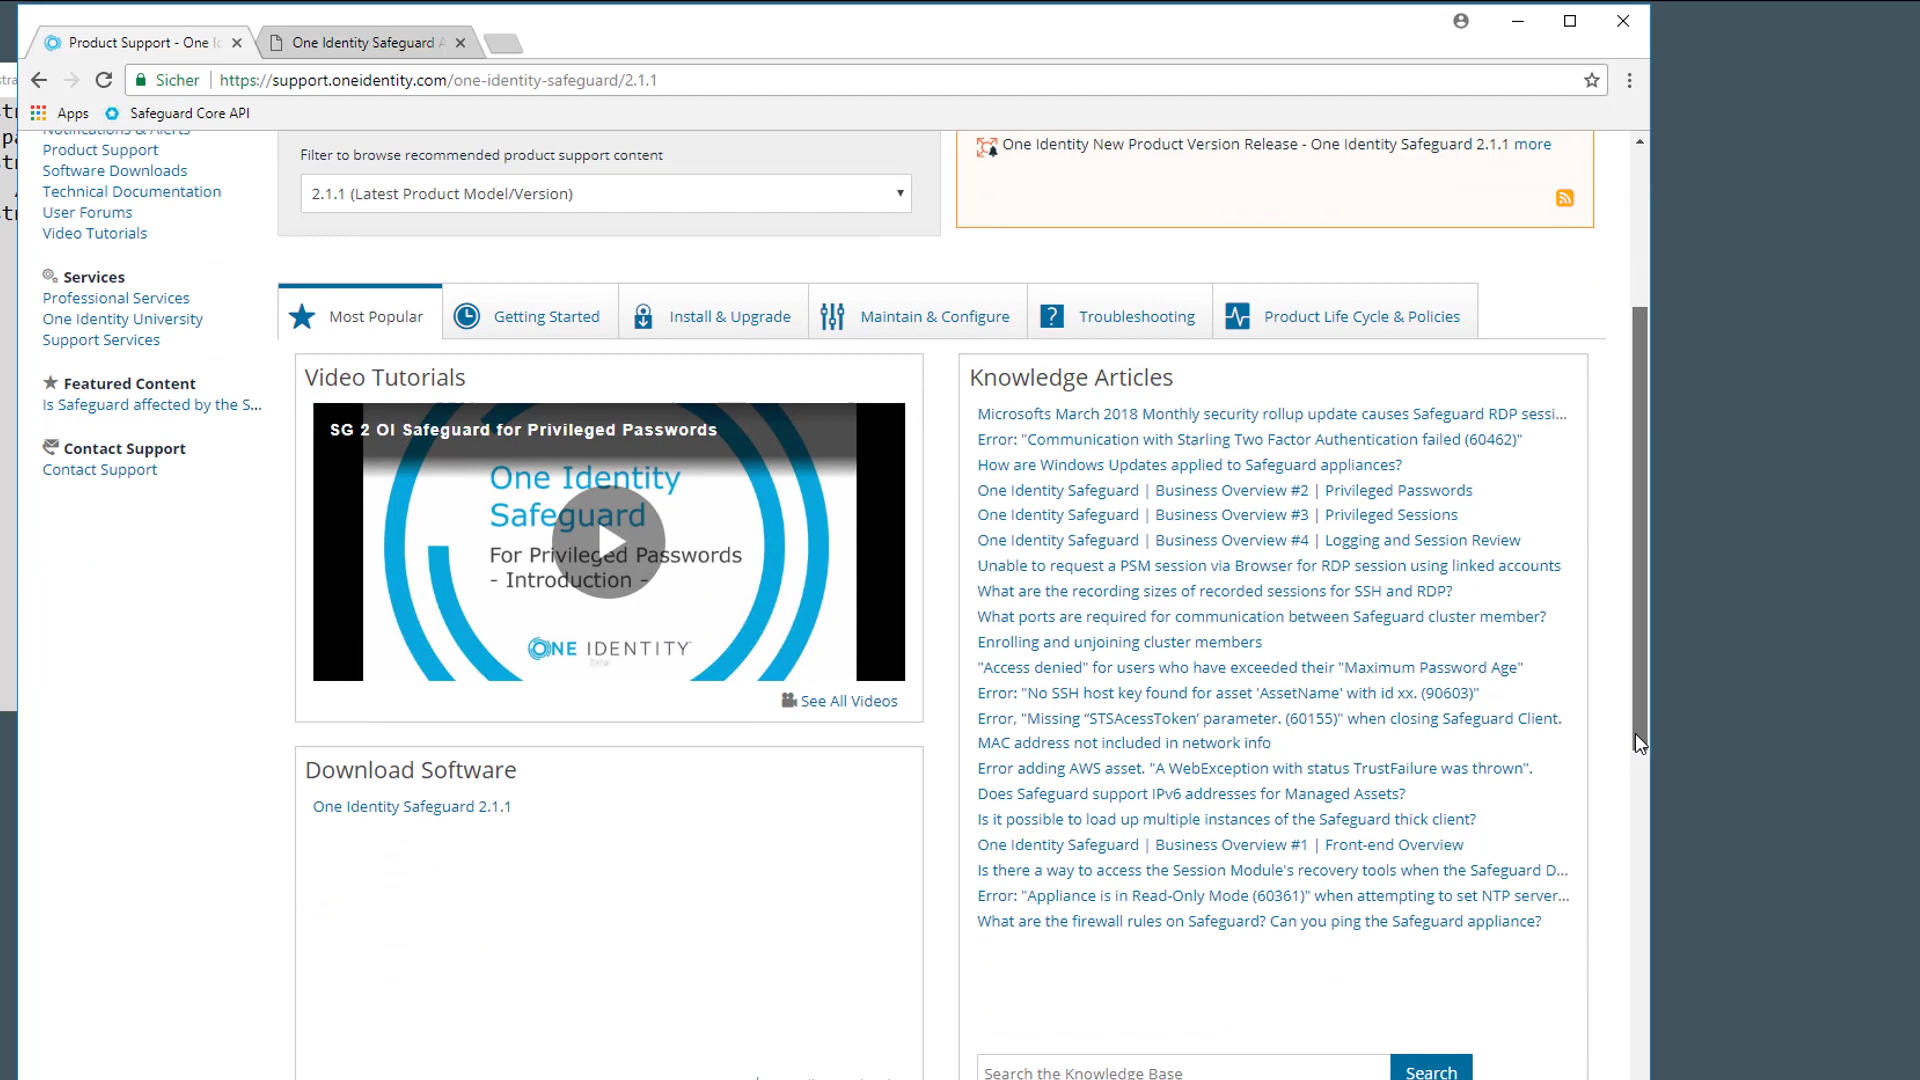 Product Support - One I
One Identity Safeguard
Sicher
https://support.oneidentity.com/one-identity-safeguard/2.1.1
Apps
Safeguard Core API
Notifications & Alerts
Product Support
Software Downloads
Technical Documentation
User Forums
Video Tutorials
Services
Professional Services
One Identity University
Support Services
Featured Content
Is Safeguard affected by the S...
Contact Support
Contact Support
Filter to browse recommended product support content
2.1.1 (Latest Product Model/Version)
One Identity New Product Version Release - One Identity Safeguard 2.1.1 more
Most Popular
Getting Started
Install & Upgrade
Maintain & Configure
Troubleshooting
Product Life Cycle & Policies
Video Tutorials
SG 2 OI Safeguard for Privileged Passwords
One Identity
Safeguard
For Privileged Passwords
- Introduction -
ONE IDENTITY
See All Videos
Download Software
One Identity Safeguard 2.1.1
Knowledge Articles
Microsofts March 2018 Monthly security rollup update causes Safeguard RDP sessi...
Error: "Communication with Starling Two Factor Authentication failed (60462)"
How are Windows Updates applied to Safeguard appliances?
One Identity Safeguard | Business Overview #2 | Privileged Passwords
One Identity Safeguard | Business Overview #3 | Privileged Sessions
One Identity Safeguard | Business Overview #4 | Logging and Session Review
Unable to request a PSM session via Browser for RDP session using linked accounts
What are the recording sizes of recorded sessions for SSH and RDP?
What ports are required for communication between Safeguard cluster member?
Enrolling and unjoining cluster members
"Access denied" for users who have exceeded their "Maximum Password Age"
Error: "No SSH host key found for asset 'AssetName' with id xx. (90603)"
Error, "Missing “STSAcessToken’ parameter. (60155)" when closing Safeguard Client.
MAC address not included in network info
Error adding AWS asset. "A WebException with status TrustFailure was thrown".
Does Safeguard support IPv6 addresses for Managed Assets?
Is it possible to load up multiple instances of the Safeguard thick client?
One Identity Safeguard | Business Overview #1 | Front-end Overview
Is there a way to access the Session Module's recovery tools when the Safeguard D...
Error: "Appliance is in Read-Only Mode (60361)" when attempting to set NTP server...
What are the firewall rules on Safeguard? Can you ping the Safeguard appliance?
Search the Knowledge Base
Search